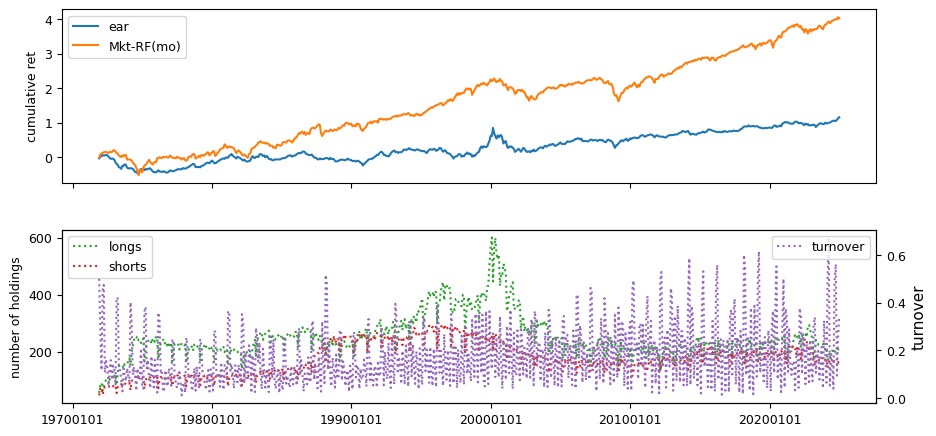 4
3
2
1
0
cumulative ret
ear
Mkt-RF(mo)
600
400
200
number of holdings
longs
shorts
turnover
0.6
0.4
0.2
0.0
turnover
19700101
19800101
19900101
20000101
20100101
20200101